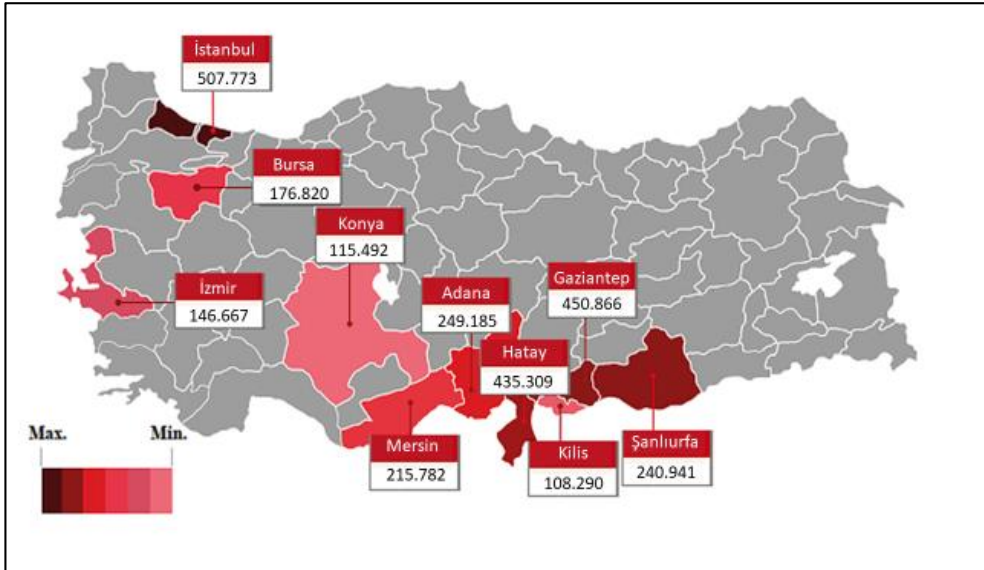 İstanbul
507.773
Bursa
176.820
Konya
115.492
İzmir
146.667
Adana
249.185
Gaziantep
450.866
Hatay
435.309
Mersin
215.782
Kilis
108.290
Şanlıurfa
240.941
Max.
Min.